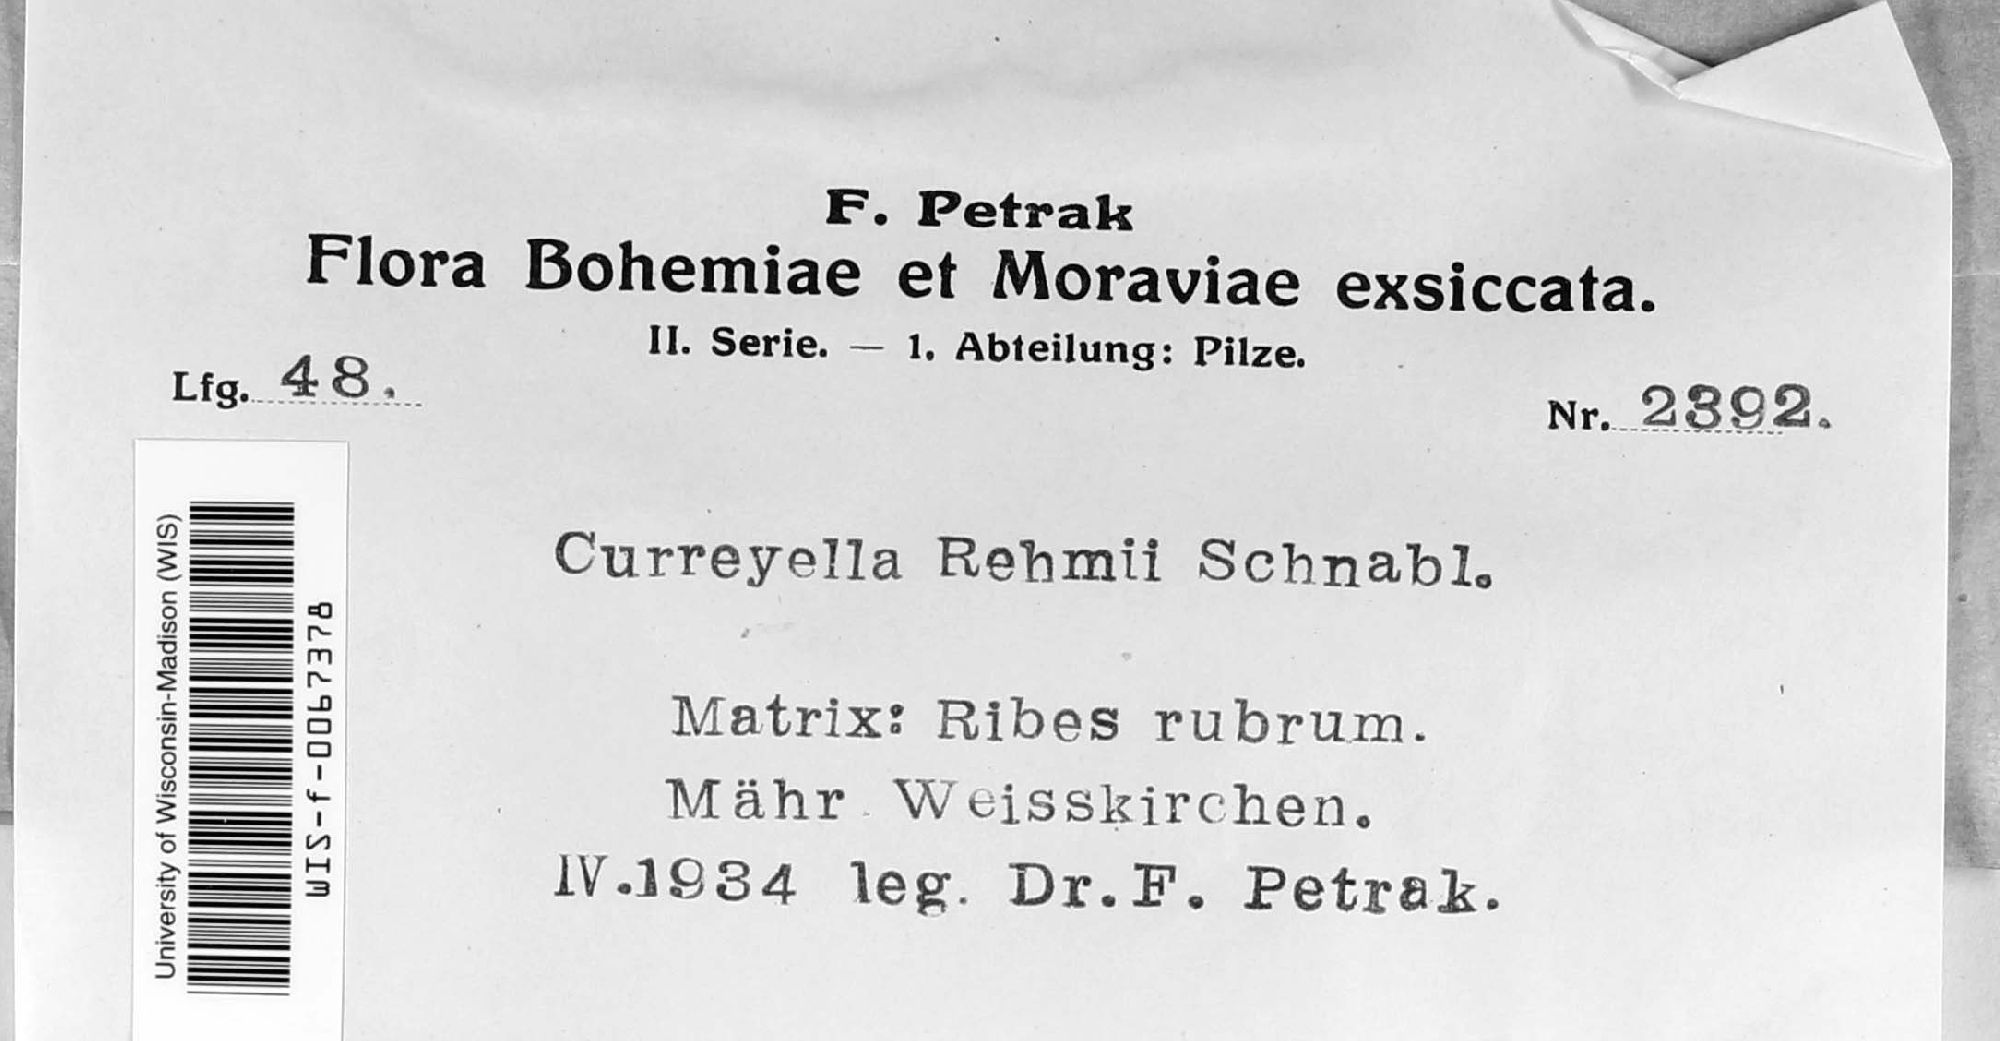 F. Petrak
Flora Bohemiae et Moraviae exsiccata.
II. Serie. — 1. Abteilung: Pilze.
Lfg. 48.
Nr. 2392.
Curreyella Rehmii Schnabl.
Matrix: Ribes rubrum.
Mähr. Weisskirchen.
IV.1934 leg. Dr.F. Petrak.
University of Wisconsin-Madison (WIS)
WIS-f-0067378